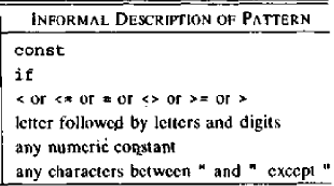 INFORMAL DESCRIPTION OF PATTERN
const
if
< or <= or = or <> or >= or >
letter followed by letters and digits
any numeric constant
any characters between " and " except "